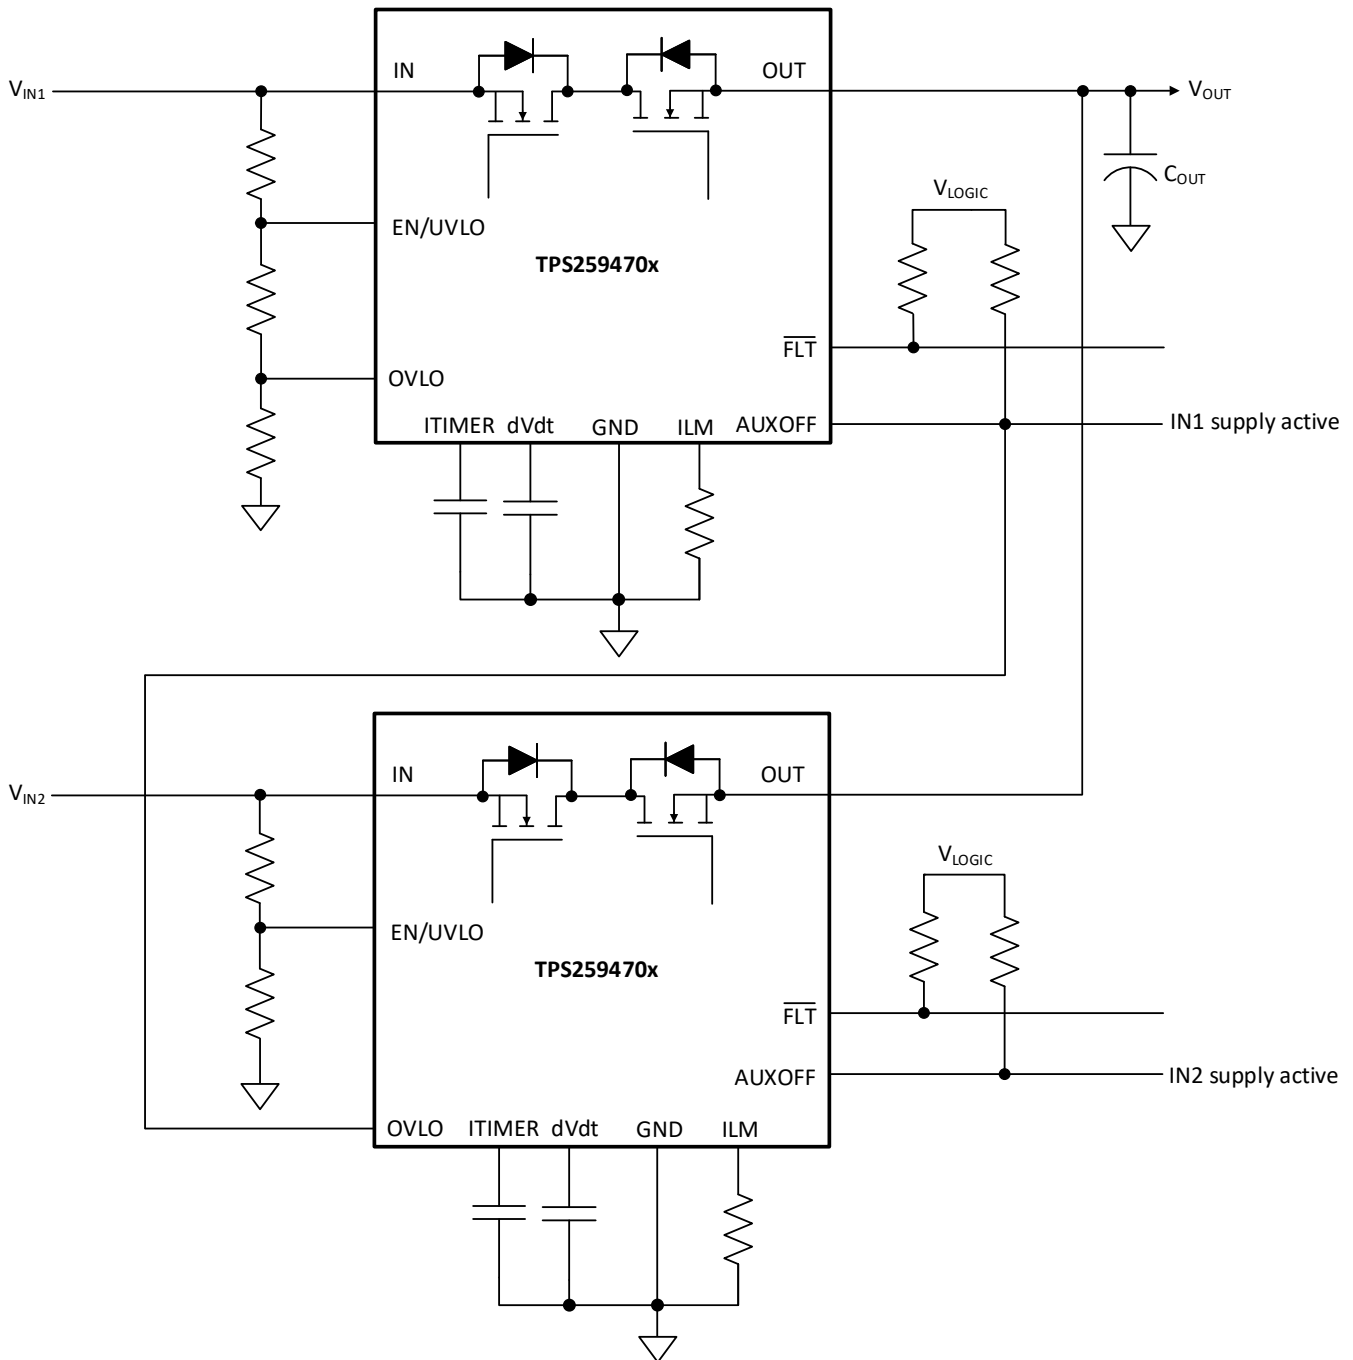 IN
OUT
VIN1
VOUT
COUT
VLOGIC
EN/UVLO
TPS259470x
FLT
OVLO
ITIMER dVdt GND ILM AUXOFF
IN1 supply active
IN
OUT
VIN2
VLOGIC
EN/UVLO
TPS259470x
FLT
AUXOFF
IN2 supply active
OVLO ITIMER dVdt GND ILM